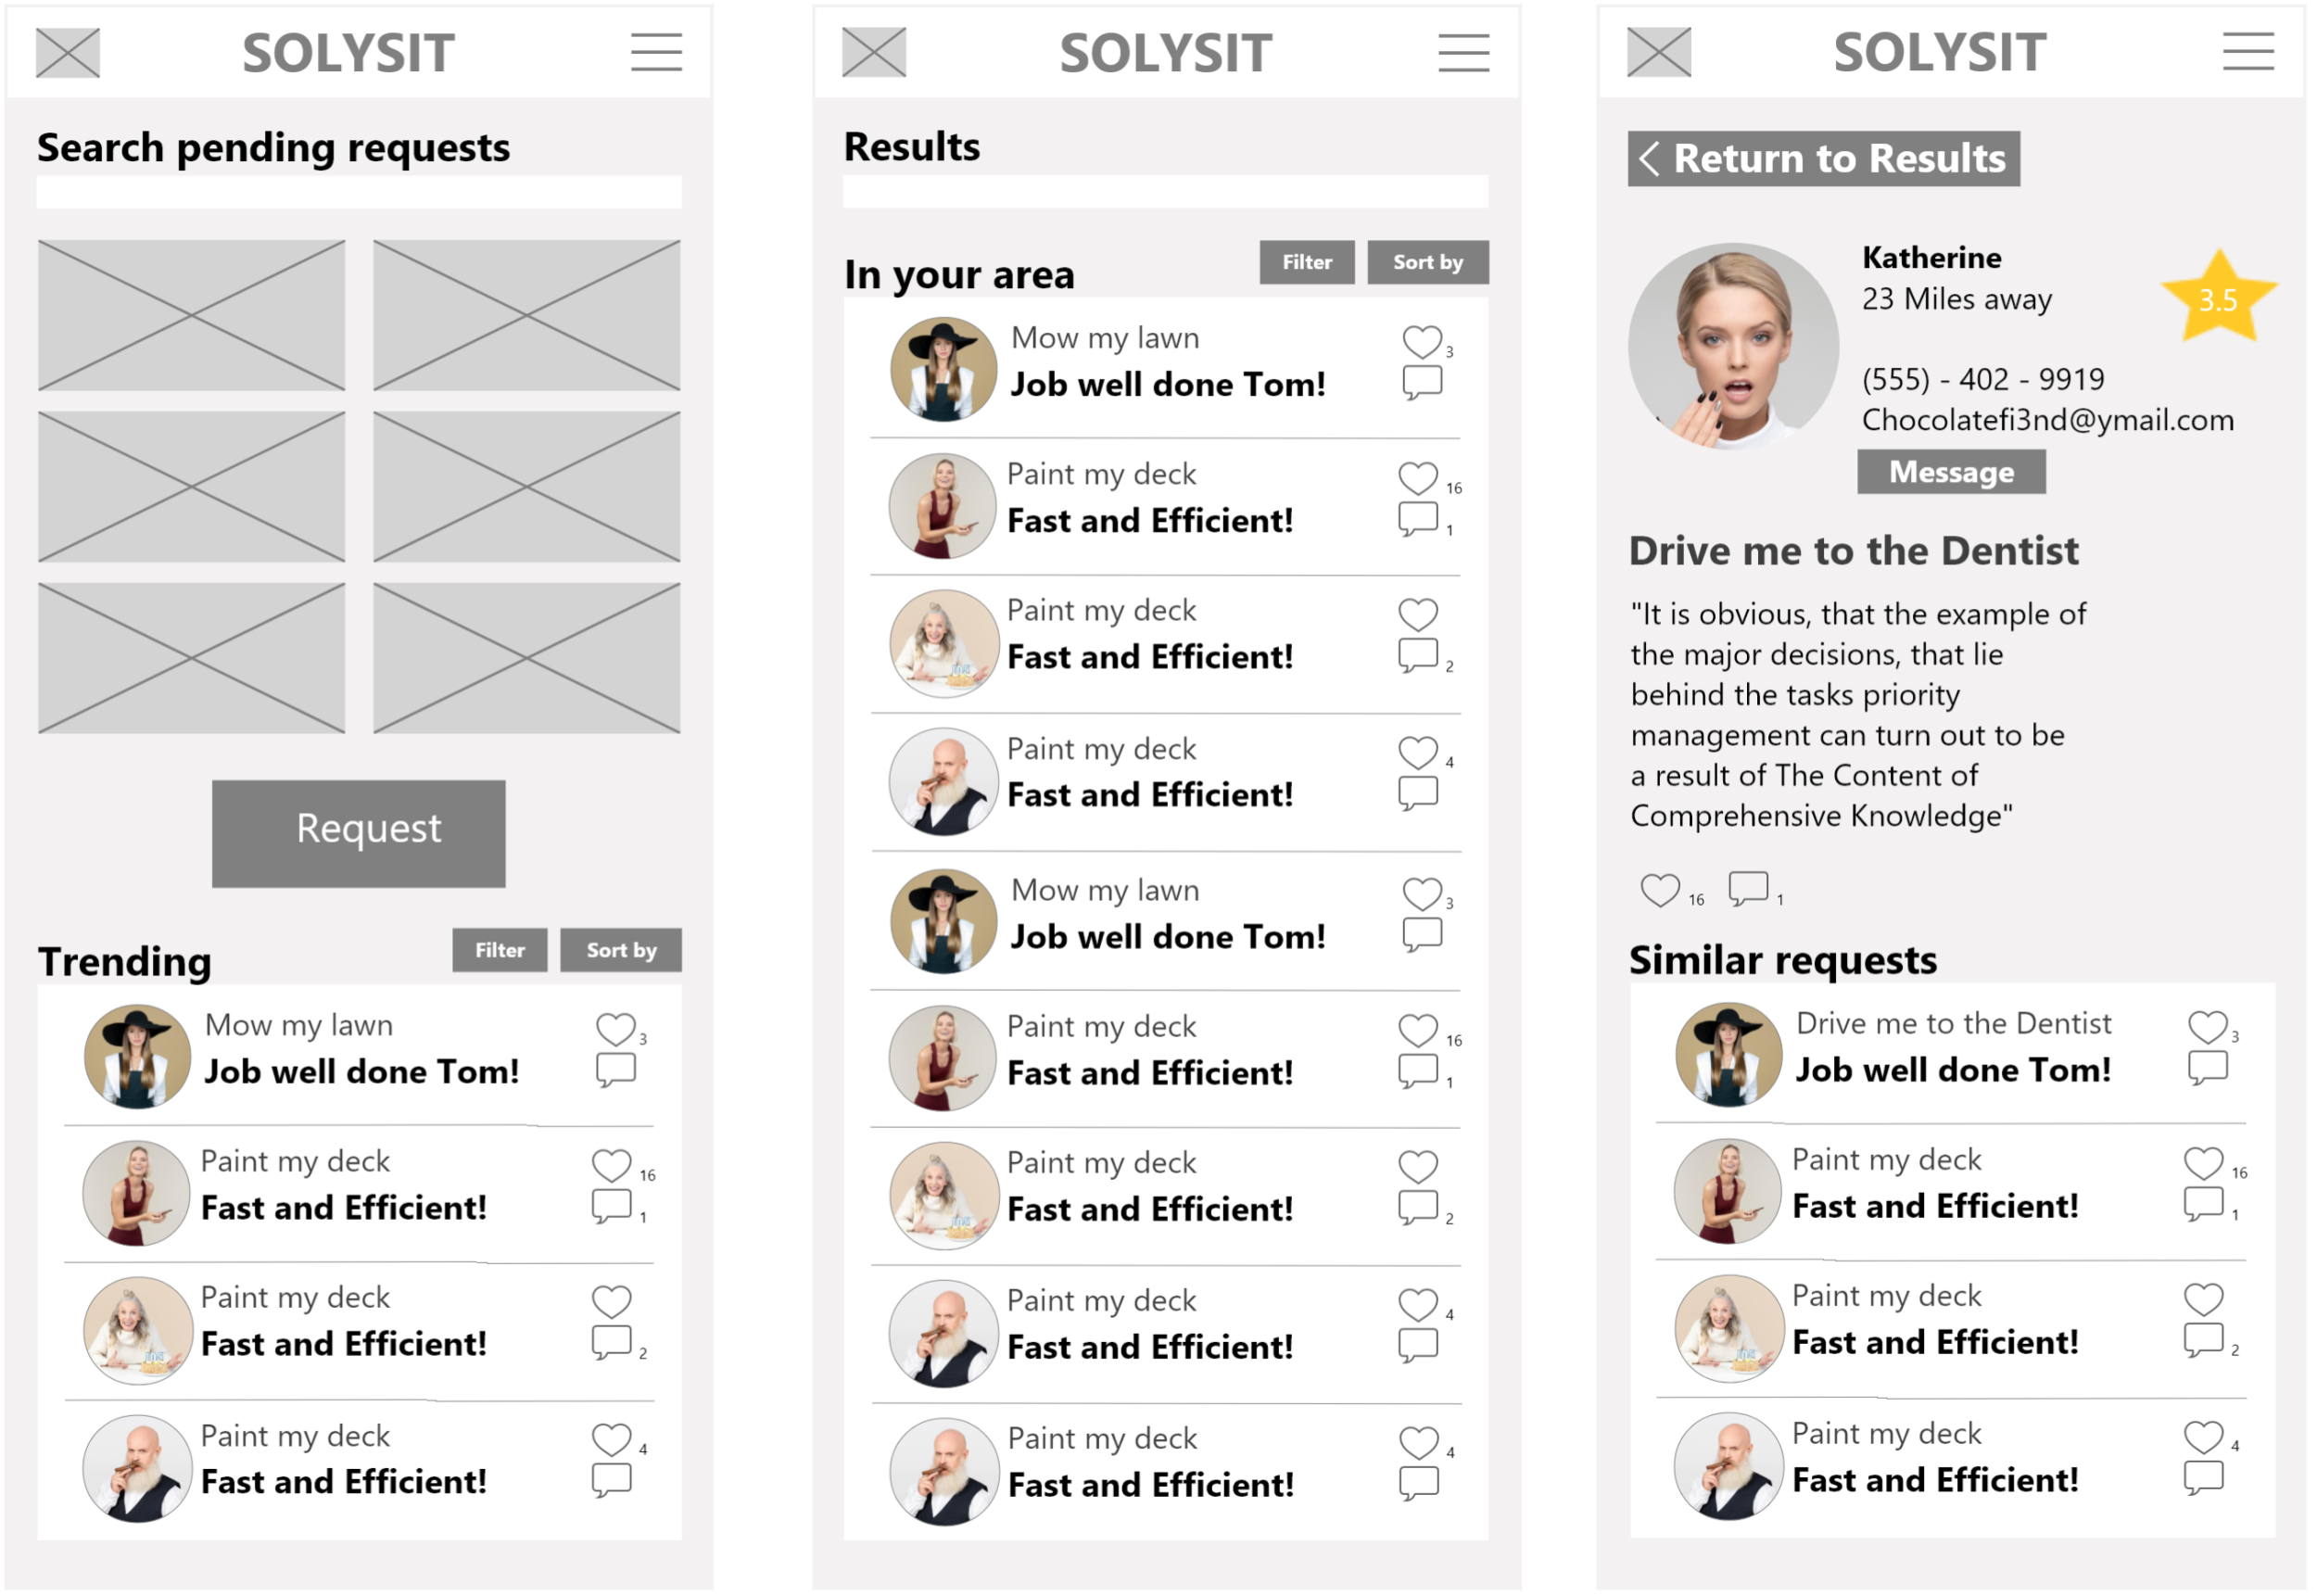 SOLYSIT
Search pending requests
Request
Trending
Filter
Sort by
Mow my lawn
3
Job well done Tom!
Paint my deck
16
Fast and Efficient!
1
Paint my deck
Fast and Efficient!
2
Paint my deck
4
Fast and Efficient!
SOLYSIT
Results
In your area
Filter
Sort by
Mow my lawn
3
Job well done Tom!
Paint my deck
16
Fast and Efficient!
1
Paint my deck
Fast and Efficient!
2
Paint my deck
4
Fast and Efficient!
Mow my lawn
3
Job well done Tom!
Paint my deck
16
Fast and Efficient!
1
Paint my deck
Fast and Efficient!
2
Paint my deck
4
Fast and Efficient!
Paint my deck
4
Fast and Efficient!
SOLYSIT
Return to Results
Katherine
23 Miles away
3.5
(555) - 402 - 9919
Chocolatefi3nd@ymail.com
Message
Drive me to the Dentist
"It is obvious, that the example of
the major decisions, that lie
behind the tasks priority
management can turn out to be
a result of The Content of
Comprehensive Knowledge"
16
1
Similar requests
Drive me to the Dentist
3
Job well done Tom!
Paint my deck
16
Fast and Efficient!
1
Paint my deck
Fast and Efficient!
2
Paint my deck
4
Fast and Efficient!